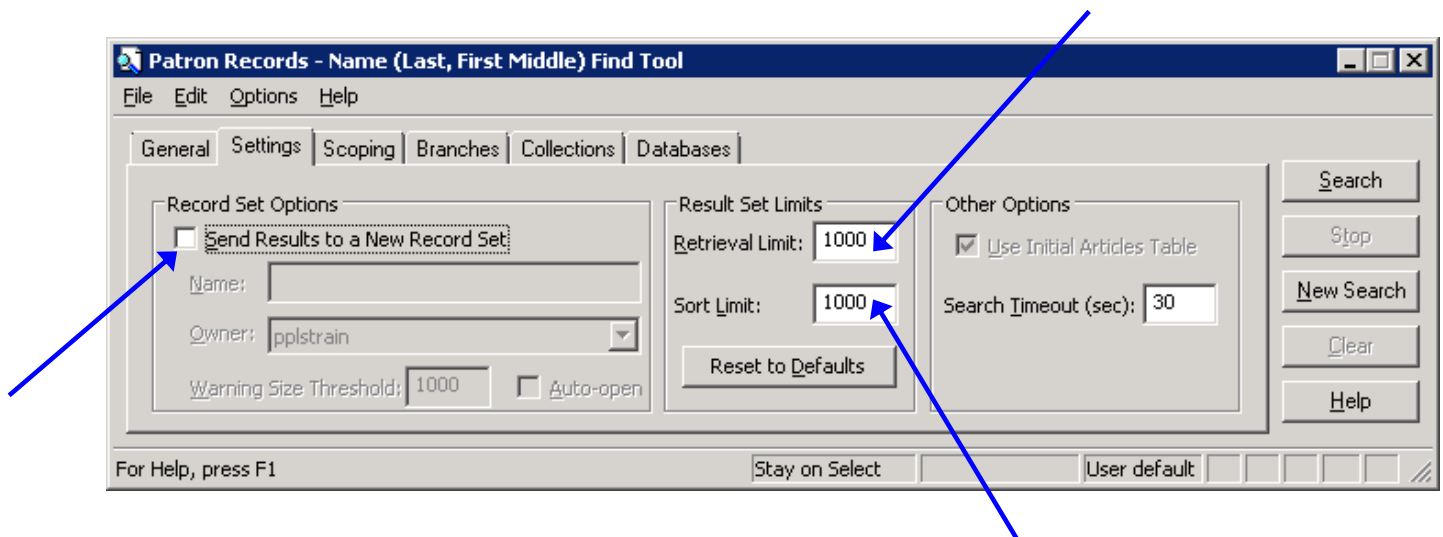 Patron Records - Name (Last, First Middle) Find Tool
File Edit Options Help
General Settings Scoping Branches Collections Databases
Record Set Options
Send Results to a New Record Set
Name:
Owner: pplstrain
Warning Size Threshold: 1000 Auto-open
Result Set Limits
Retrieval Limit: 1000
Sort Limit: 1000
Reset to Defaults
Other Options
Use Initial Articles Table
Search Timeout (sec): 30
Search
Stop
New Search
Clear
Help
For Help, press F1 Stay on Select User default